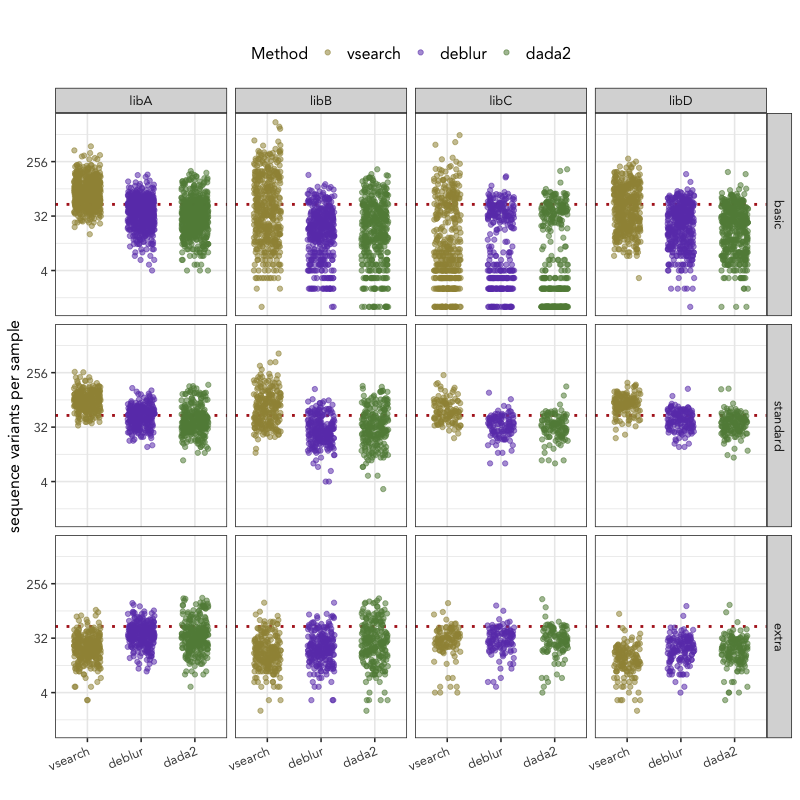 Method vsearch deblur dada2
libA libB libC libD
256
32
4
basic
sequence variants per sample
256
32
4
standard
256
32
4
extra
vsearch deblur dada2 vsearch deblur dada2 vsearch deblur dada2 vsearch deblur dada2